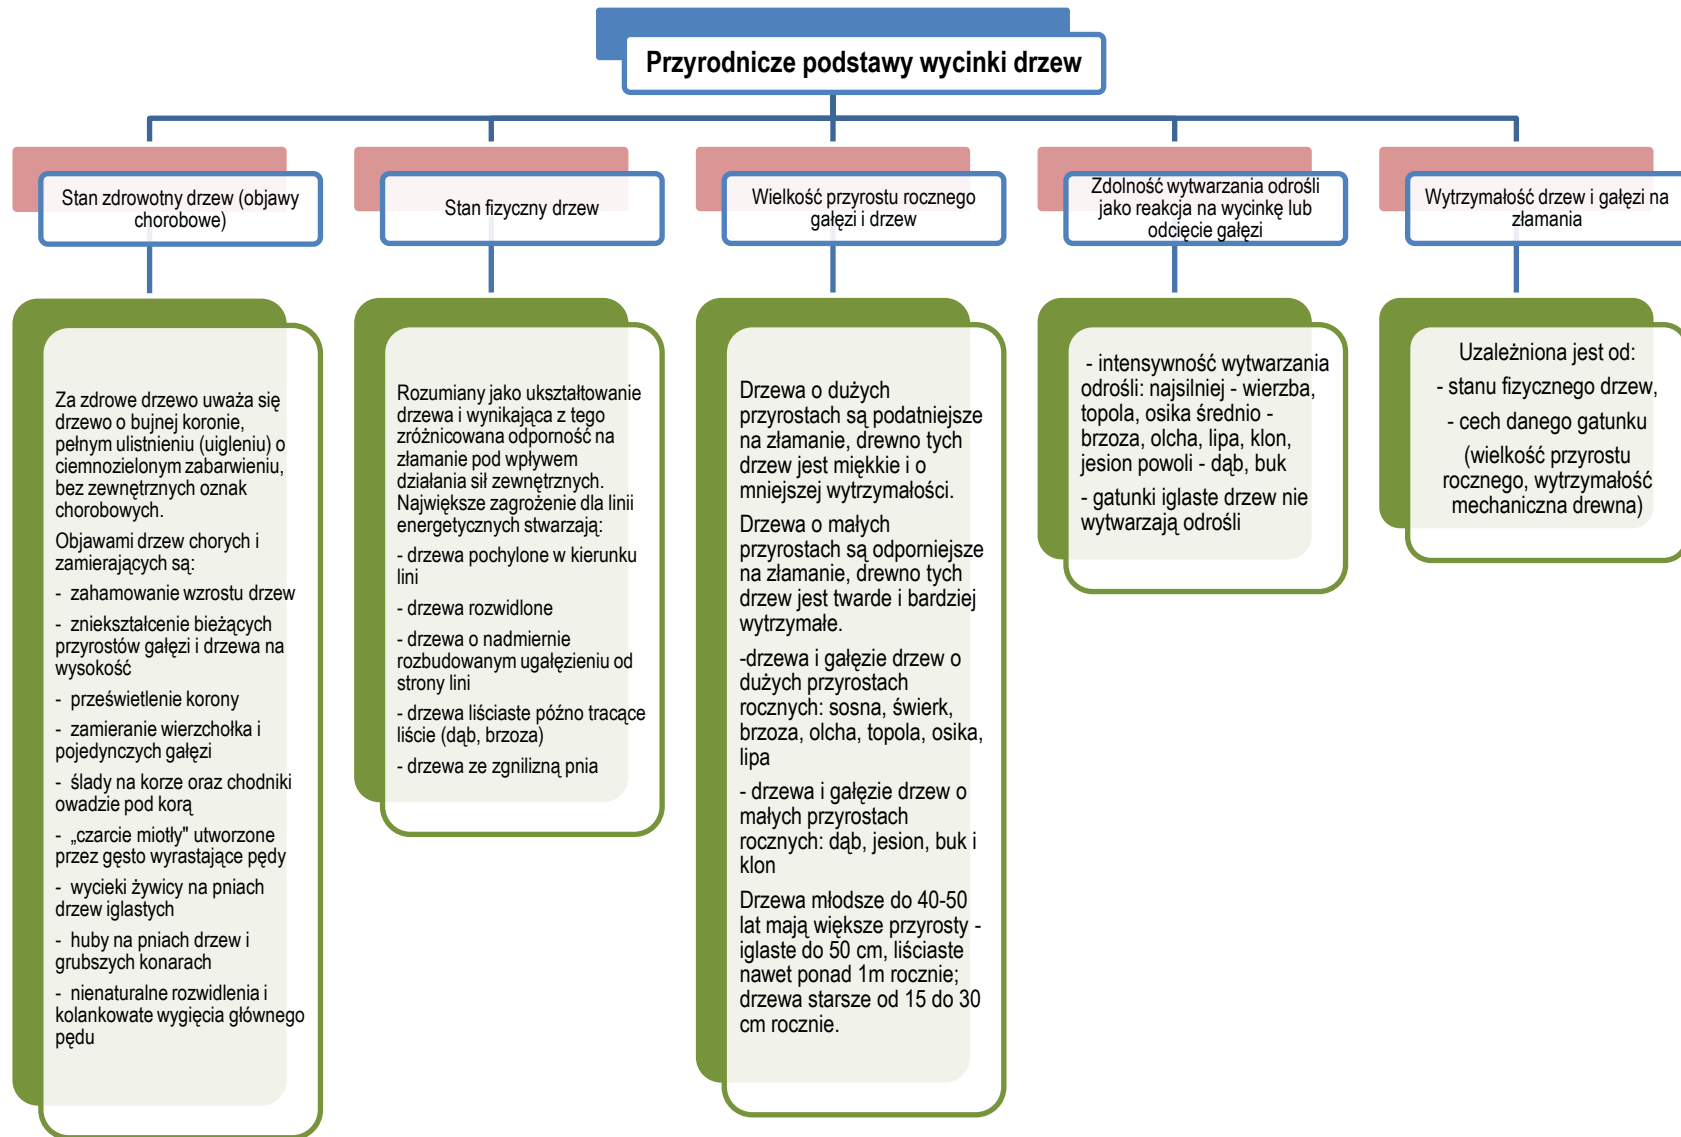 Przyrodnicze podstawy wycinki drzew
Stan zdrowotny drzew (objawy
chorobowe)
Za zdrowe drzewo uważa się
drzewo o bujnej koronie,
pełnym ulistnieniu (uigleniu) o
ciemnozielonym zabarwieniu,
bez zewnętrznych oznak
chorobowych.
Objawami drzew chorych i
zamierających są:
- zahamowanie wzrostu drzew
- zniekształcenie bieżących
przyrostów gałęzi i drzewa na
wysokość
- prześwietlenie korony
- zamieranie wierzchołka i
pojedynczych gałęzi
- ślady na korze oraz chodniki
owadzie pod korą
- „czarcie miotły" utworzone
przez gęsto wyrastające pędy
- wycieki żywicy na pniach
drzew iglastych
- huby na pniach drzew i
grubszych konarach
- nienaturalne rozwidlenia i
kolankowate wygięcia głównego
pędu
Stan fizyczny drzew
Rozumiany jako ukształtowanie
drzewa i wynikająca z tego
zróżnicowana odporność na
złamanie pod wpływem
działania sił zewnętrznych.
Największe zagrożenie dla linii
energetycznych stwarzają:
- drzewa pochylone w kierunku
lini
- drzewa rozwidlone
- drzewa o nadmiernie
rozbudowanym ugałęzieniu od
strony lini
- drzewa liściaste późno tracące
liście (dąb, brzoza)
- drzewa ze zgnilizną pnia
Wielkość przyrostu rocznego
gałęzi i drzew
Drzewa o dużych
przyrostach są podatniejsze
na złamanie, drewno tych
drzew jest miękkie i o
mniejszej wytrzymałości.
Drzewa o małych
przyrostach są odporniejsze
na złamanie, drewno tych
drzew jest twarde i bardziej
wytrzymałe.
-drzewa i gałęzie drzew o
dużych przyrostach
rocznych: sosna, świerk,
brzoza, olcha, topola, osika,
lipa
- drzewa i gałęzie drzew o
małych przyrostach
rocznych: dąb, jesion, buk i
klon
Drzewa młodsze do 40-50
lat mają większe przyrosty -
iglaste do 50 cm, liściaste
nawet ponad 1m rocznie;
drzewa starsze od 15 do 30
cm rocznie.
Zdolność wytwarzania odrośli
jako reakcja na wycinkę lub
odcięcie gałęzi
- intensywność wytwarzania
odrośli: najsilniej - wierzba,
topola, osika średnio -
brzoza, olcha, lipa, klon,
jesion powoli - dąb, buk
- gatunki iglaste drzew nie
wytwarzają odrośli
Wytrzymałość drzew i gałęzi na
złamania
Uzależniona jest od:
- stanu fizycznego drzew,
- cech danego gatunku
(wielkość przyrostu
rocznego, wytrzymałość
mechaniczna drewna)